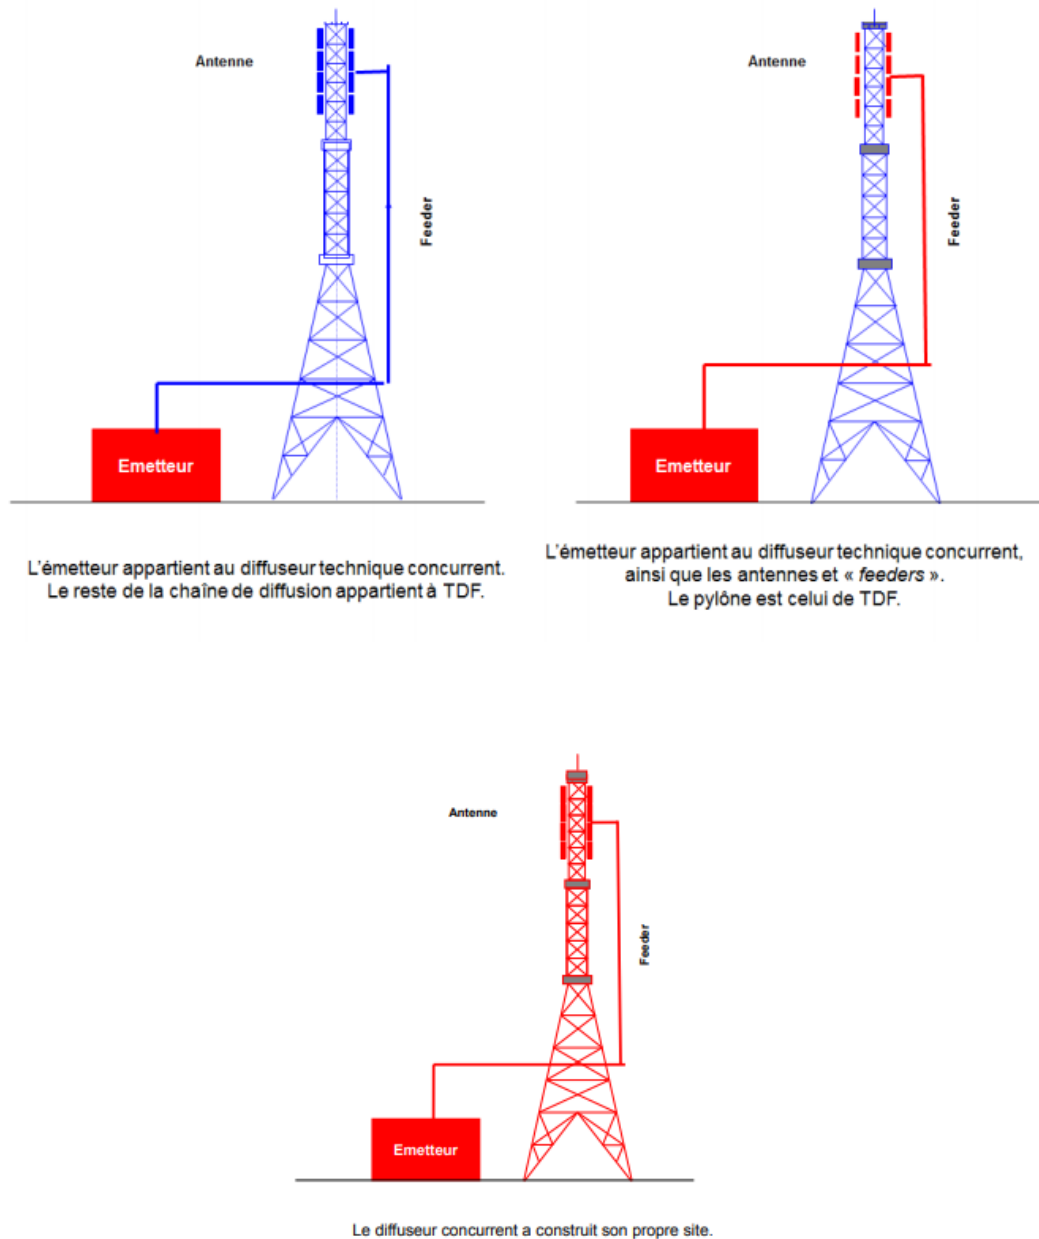 Antenne
Feeder
Emetteur
L'émetteur appartient au diffuseur technique concurrent.
Le reste de la chaîne de diffusion appartient à TDF.
Antenne
Feeder
Emetteur
L'émetteur appartient au diffuseur technique concurrent,
ainsi que les antennes et « feeders ».
Le pylône est celui de TDF.
Antenne
Feeder
Emetteur
Le diffuseur concurrent a construit son propre site.